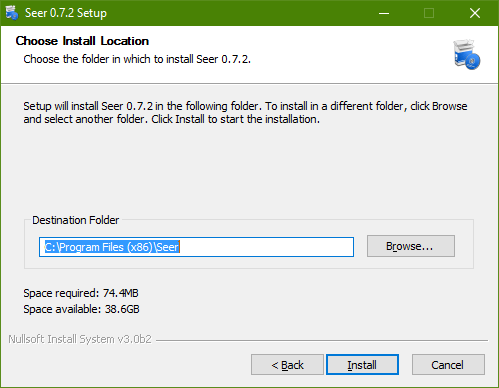 Seer 0.7.2 Setup
Choose Install Location
Choose the folder in which to install Seer 0.7.2.
Setup will install Seer 0.7.2 in the following folder. To install in a different folder, click Browse
and select another folder. Click Install to start the installation.
Destination Folder
C:\Program Files (x86)\Seer
Browse...
Space required: 74.4MB
Space available: 38.6GB
Nullsoft Install System v3.0b2
< Back
Install
Cancel